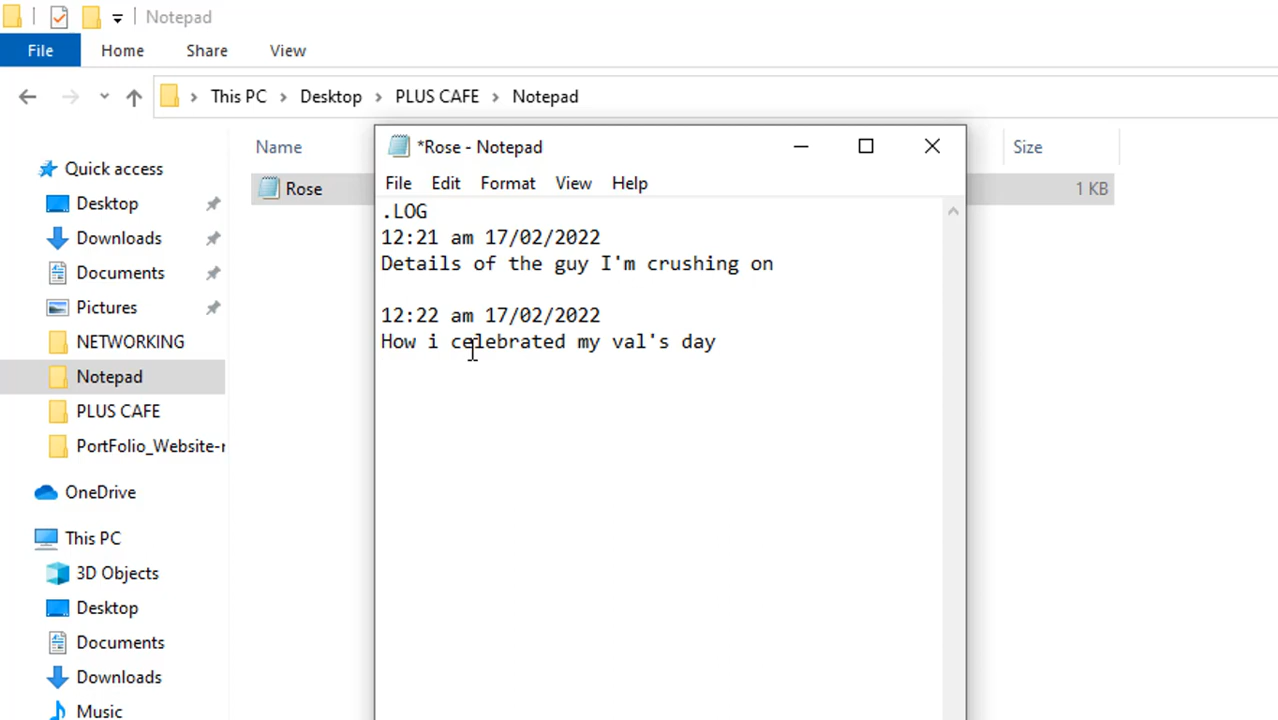 Notepad
File Home Share View
This PC > Desktop > PLUS CAFE > Notepad
Name
Size
Rose
1 KB
Quick access
Desktop
Downloads
Documents
Pictures
NETWORKING
Notepad
PLUS CAFE
PortFolio_Website-r
OneDrive
This PC
3D Objects
Desktop
Documents
Downloads
Music
*Rose - Notepad
File Edit Format View Help
.LOG
12:21 am 17/02/2022
Details of the guy I'm crushing on
12:22 am 17/02/2022
How i celebrated my val's day